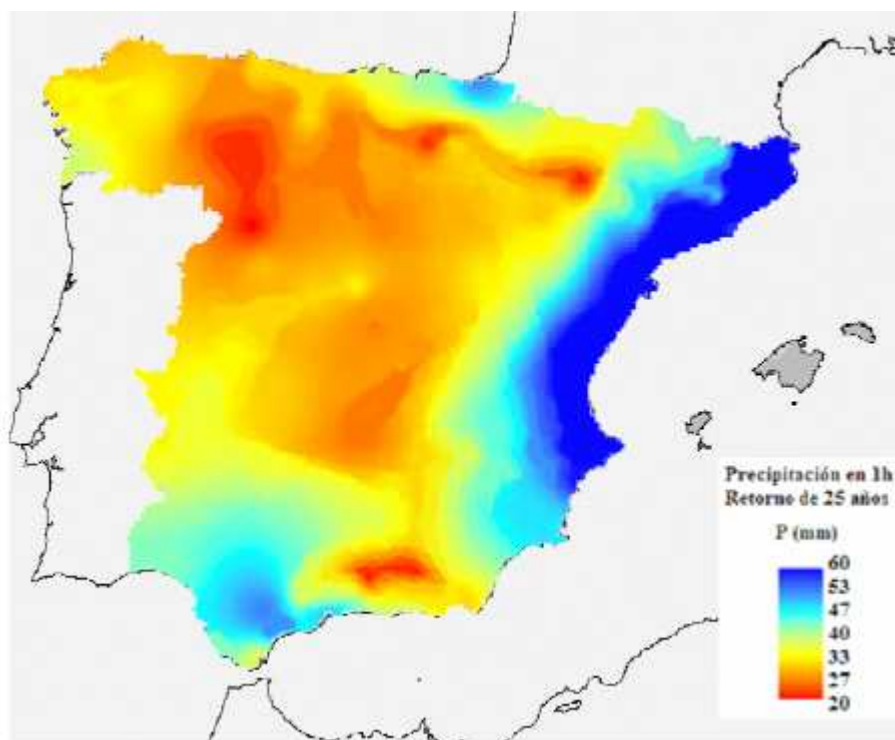 Precipitación en 1h
Retorno de 25 años
P (mm)
60
53
47
40
33
27
20